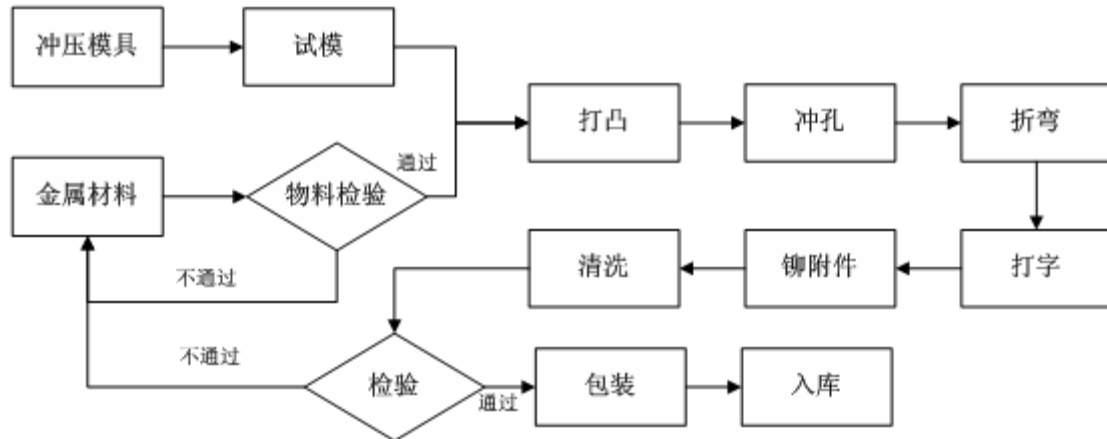 冲压模具
试模
打凸
冲孔
折弯
金属材料
物料检验
通过
不通过
清洗
铆附件
打字
不通过
检验
通过
包装
入库